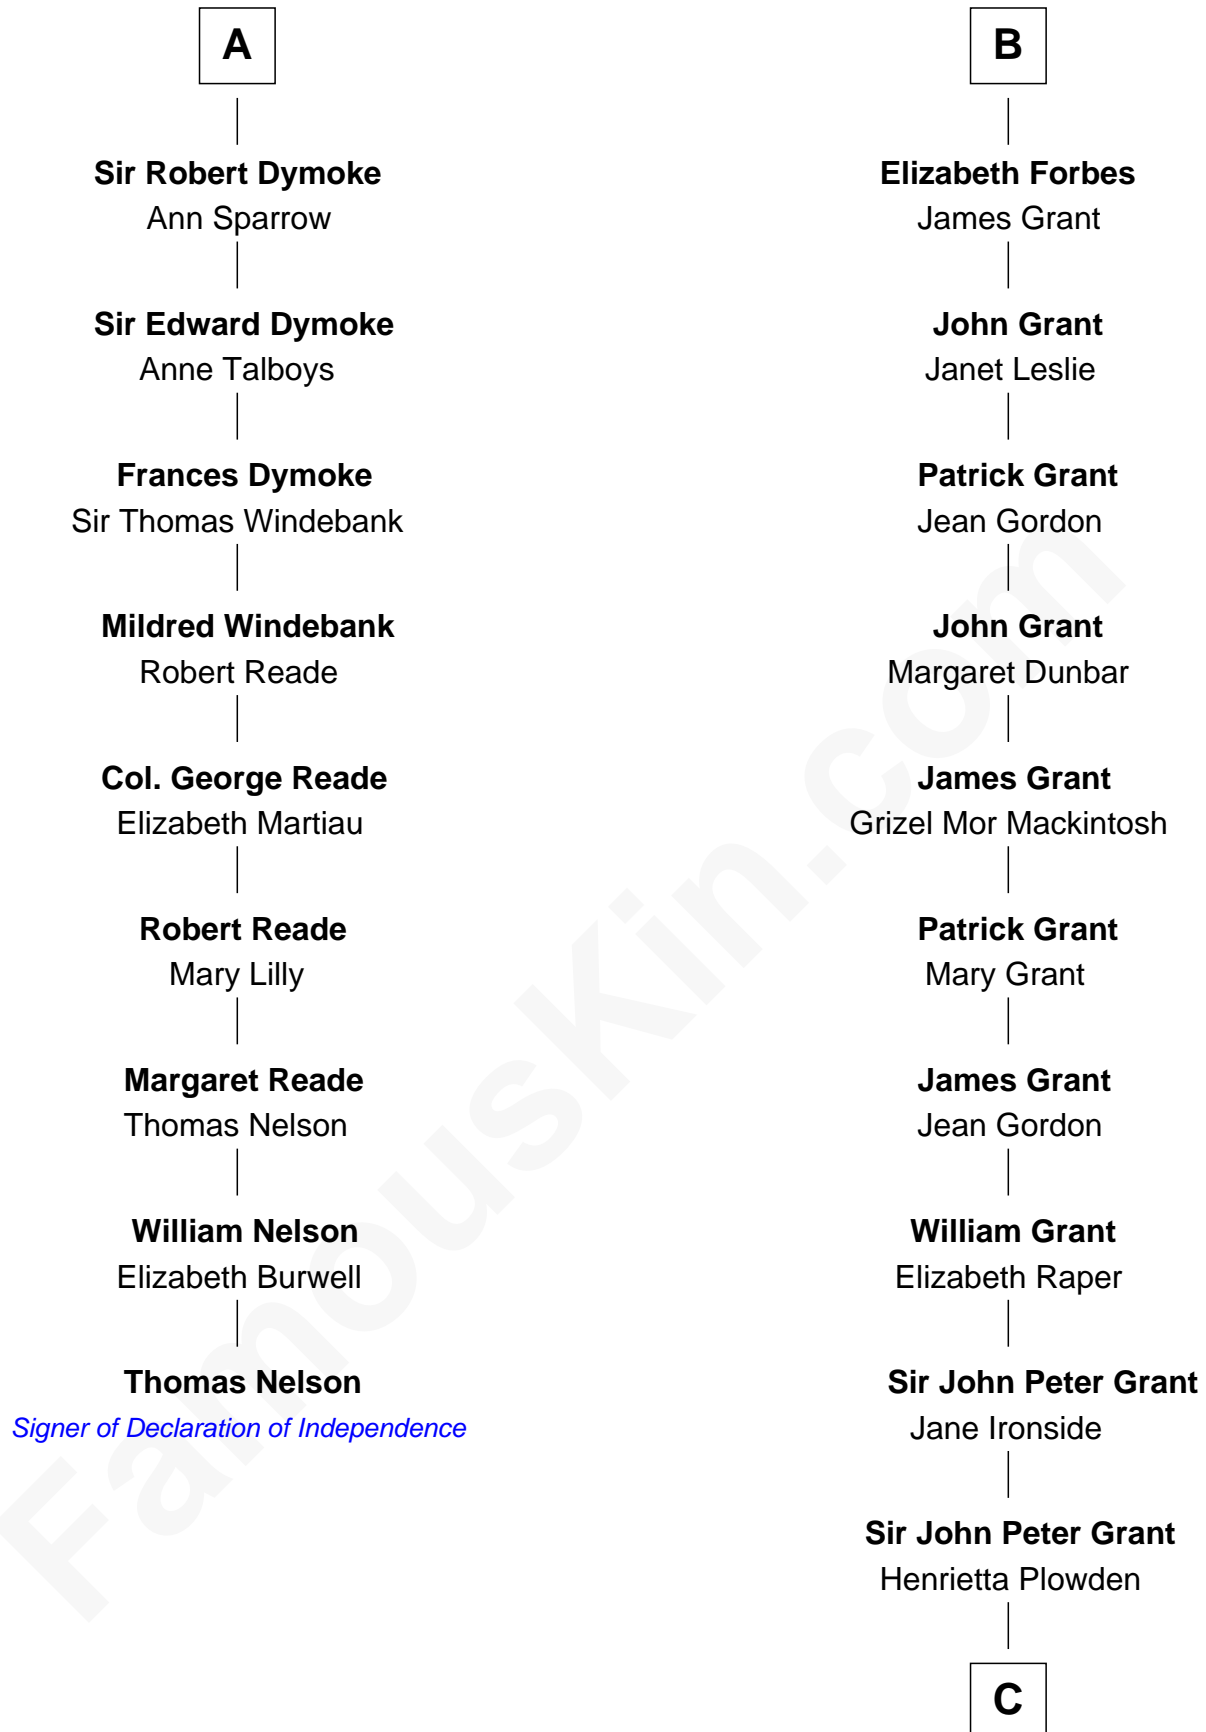 A
Sir Robert Dymoke
Ann Sparrow
Sir Edward Dymoke
Anne Talboys
Frances Dymoke
Sir Thomas Windebank
Mildred Windebank
Robert Reade
Col. George Reade
Elizabeth Martiau
Robert Reade
Mary Lilly
Margaret Reade
Thomas Nelson
William Nelson
Elizabeth Burwell
Thomas Nelson
Signer of Declaration of Independence
B
Elizabeth Forbes
James Grant
John Grant
Janet Leslie
Patrick Grant
Jean Gordon
John Grant
Margaret Dunbar
James Grant
Grizel Mor Mackintosh
Patrick Grant
Mary Grant
James Grant
Jean Gordon
William Grant
Elizabeth Raper
Sir John Peter Grant
Jane Ironside
Sir John Peter Grant
Henrietta Plowden
C
FamousKin.com